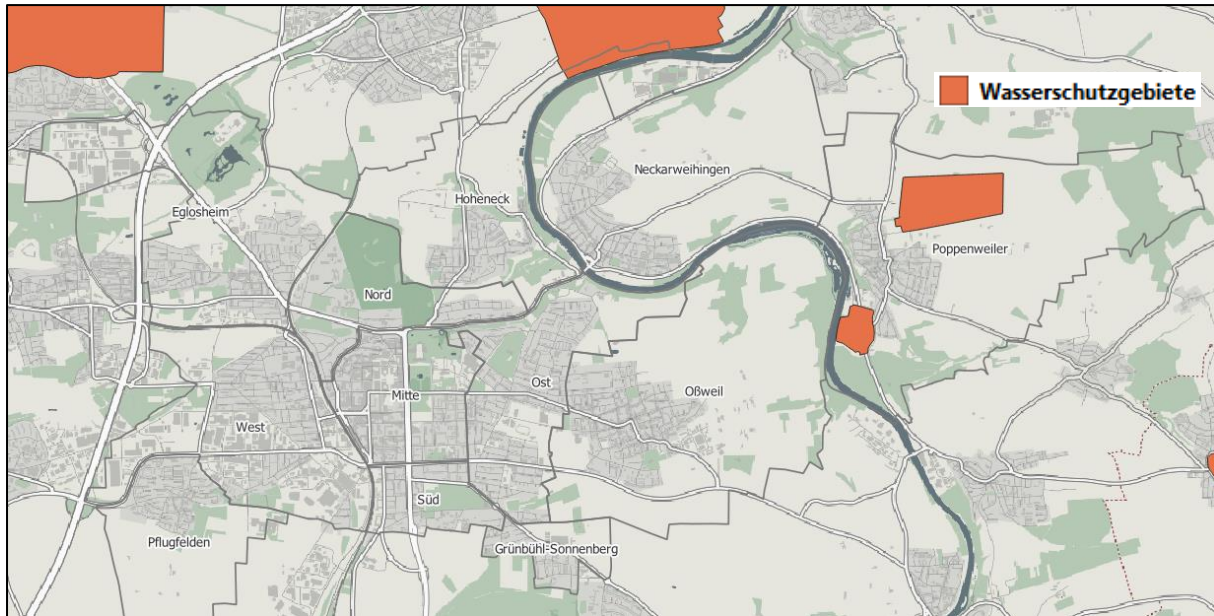 Wasserschutzgebiete
Neckarweihingen
Hoheneck
Eglosheim
Poppenweiler
Nord
Ost
Mitte
Oßweil
West
Süd
Pflugfelden
Grünbühl-Sonnenberg